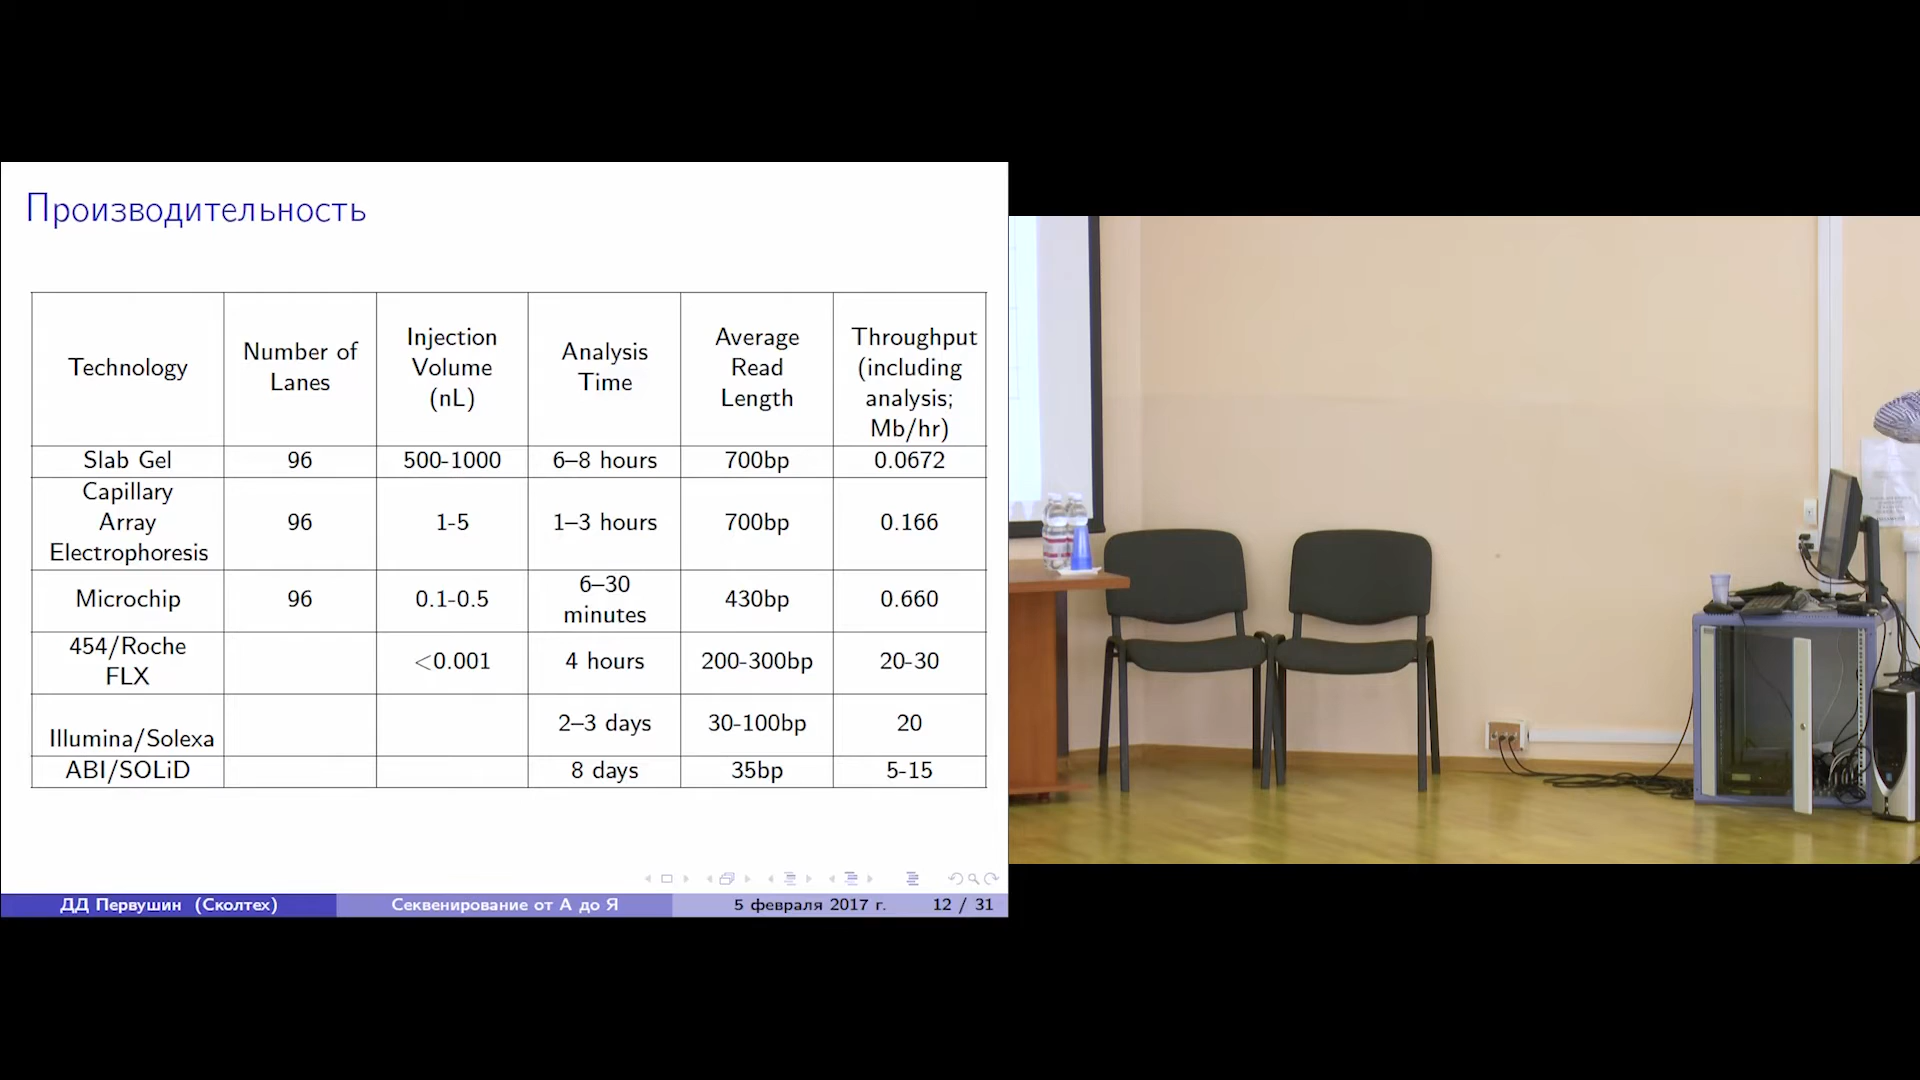 Производительность
Technology
Number of
Lanes
Injection
Volume
(nL)
Analysis
Time
Average
Read
Length
Throughput
(including
analysis;
Mb/hr)
Slab Gel
96
500-1000
6–8 hours
700bp
0.0672
Capillary
Array
Electrophoresis
96
1-5
1–3 hours
700bp
0.166
Microchip
96
0.1-0.5
6–30
minutes
430bp
0.660
454/Roche
FLX
<0.001
4 hours
200-300bp
20-30
Illumina/Solexa
2–3 days
30-100bp
20
ABI/SOLiD
8 days
35bp
5-15
ДД Первушин (Сколтех)
Секвенирование от А до Я
5 февраля 2017 г.
12 / 31